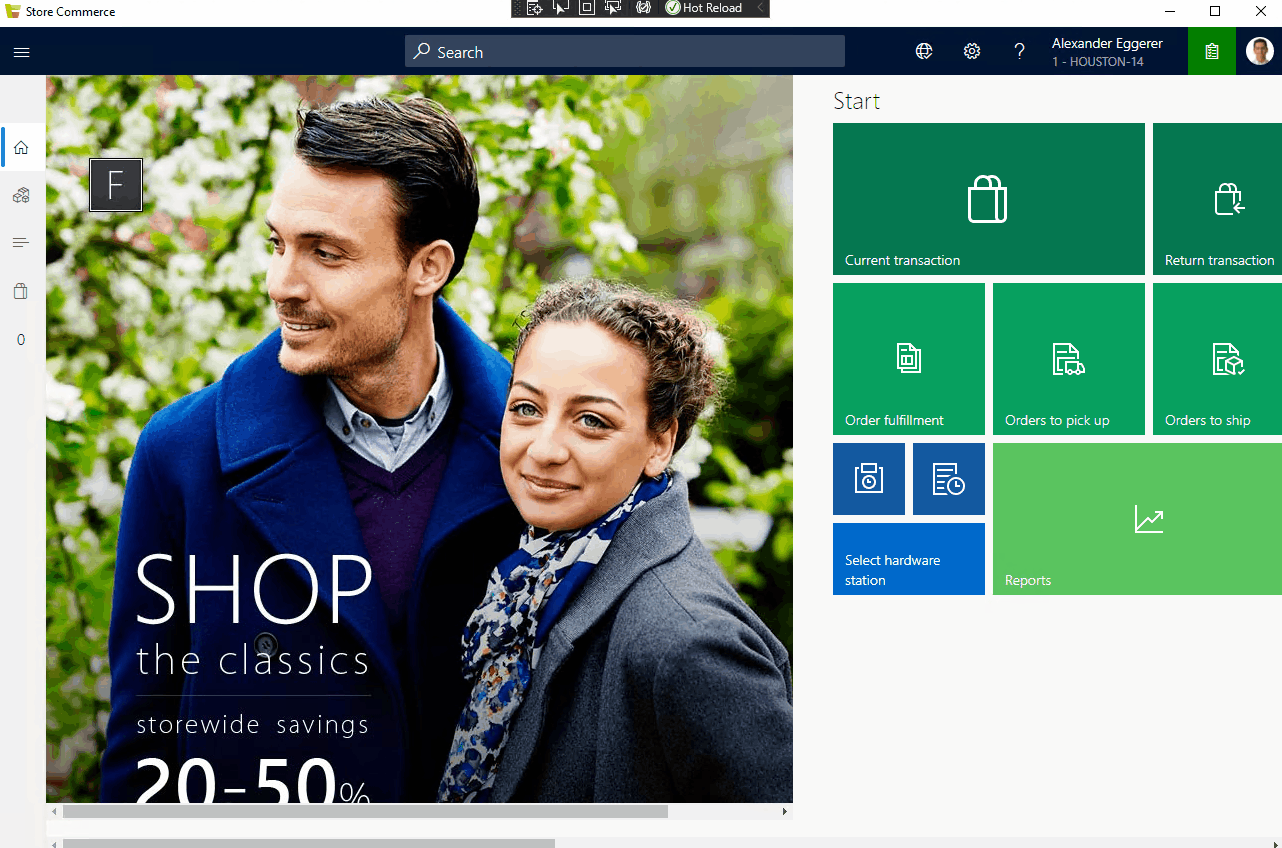 Store Commerce
Hot Reload
Search
?
Alexander Eggerer
1 - HOUSTON-14
Start
F
Current transaction
Return transaction
0
Order fulfillment
Orders to pick up
Orders to ship
Select hardware
station
Reports
SHOP
the classics
storewide savings
20-50%